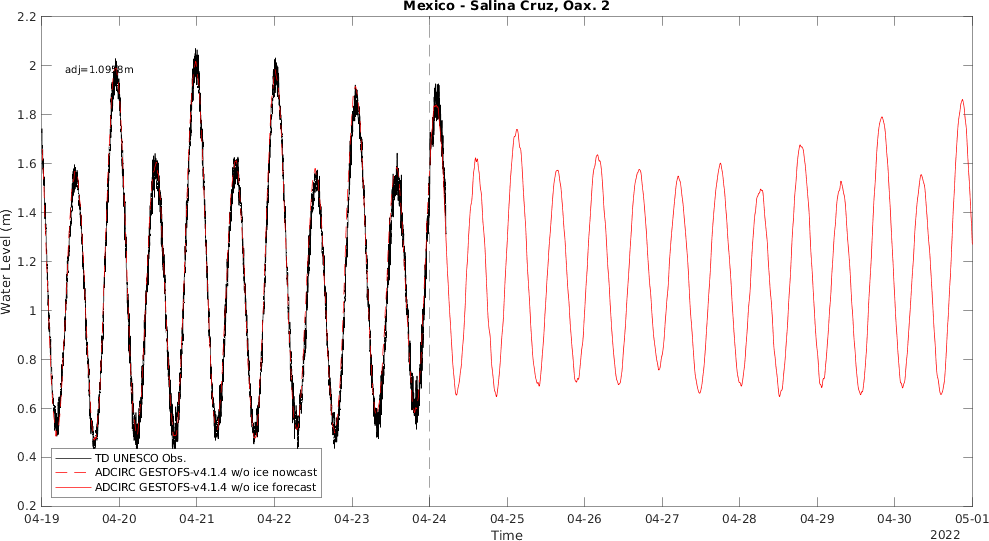 Mexico - Salina Cruz, Oax. 2
2.2
2
1.8
1.6
1.4
1.2
1
0.8
0.6
0.4
0.2
Water Level (m)
TD UNESCO Obs.
ADCIRC GESTOFS-v4.1.4 w/o ice nowcast
ADCIRC GESTOFS-v4.1.4 w/o ice forecast
04-19 04-20 04-21 04-22 04-23 04-24 04-25 04-26 04-27 04-28 04-29 04-30 05-01
Time
2022